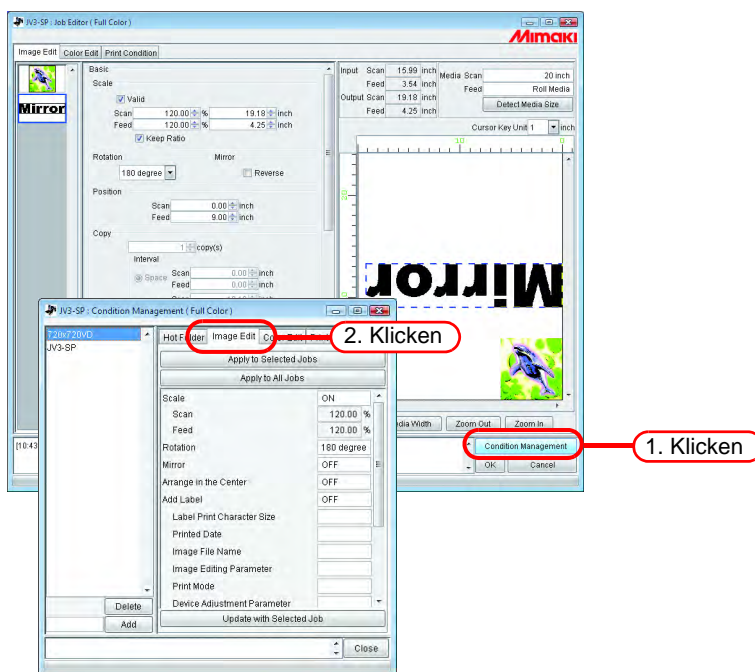 JV3-SP : Job Editor ( Full Color )
Mimaki
Image Edit Color Edit Print Condition
Mirror
Basic
Scale
Valid
Scan 120.00 % 19.18 inch
Feed 120.00 % 4.25 inch
Keep Ratio
Rotation Mirror
180 degree Reverse
Position
Scan 0.00 inch
Feed 9.00 inch
Copy
1 copy(s)
Interval
Space Scan 0.00 inch
Feed 0.00 inch
Input Scan 15.99 inch
Feed 3.54 inch
Output Scan 19.18 inch
Feed 4.25 inch
Media Scan 20 inch
Feed Roll Media
Detect Media Size
Cursor Key Unit 1 inch
10 0
Mirror
edia Width Zoom Out Zoom In
[10:43
Condition Management
OK Cancel
1. Klicken
JV3-SP : Condition Management ( Full Color )
720x720VD
JV3-SP
Delete
Add
Hot Folder Image Edit
2. Klicken
Apply to Selected Jobs
Apply to All Jobs
Scale ON
Scan 120.00 %
Feed 120.00 %
Rotation 180 degree
Mirror OFF
Arrange in the Center OFF
Add Label OFF
Label Print Character Size
Printed Date
Image File Name
Image Editing Parameter
Print Mode
Device Adjustment Parameter
Update with Selected Job
Close